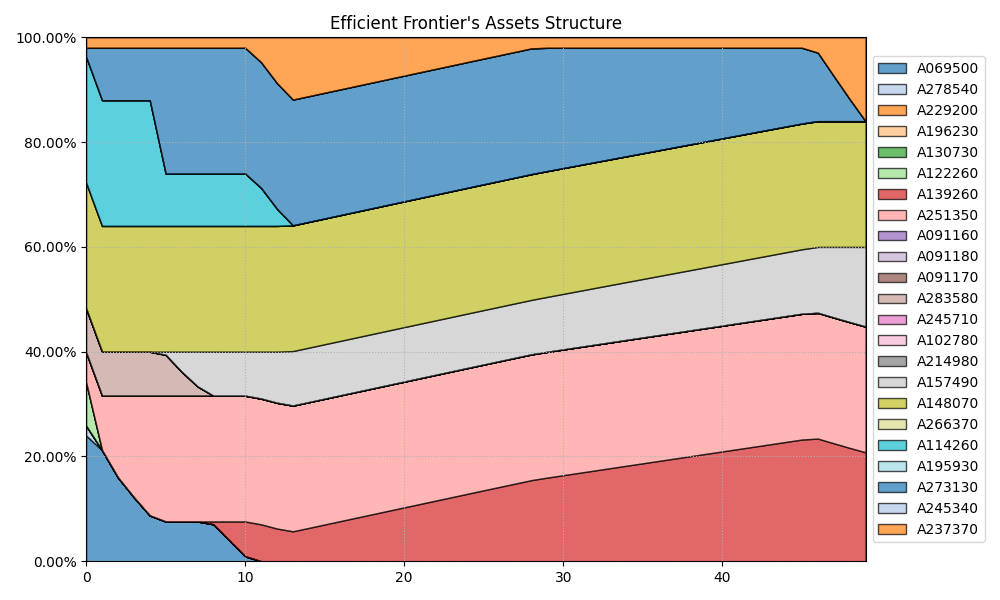 Efficient Frontier's Assets Structure
100.00%
80.00%
60.00%
40.00%
20.00%
0.00%
0
10
20
30
40
A069500
A278540
A229200
A196230
A130730
A122260
A139260
A251350
A091160
A091180
A091170
A283580
A245710
A102780
A214980
A157490
A148070
A266370
A114260
A195930
A273130
A245340
A237370